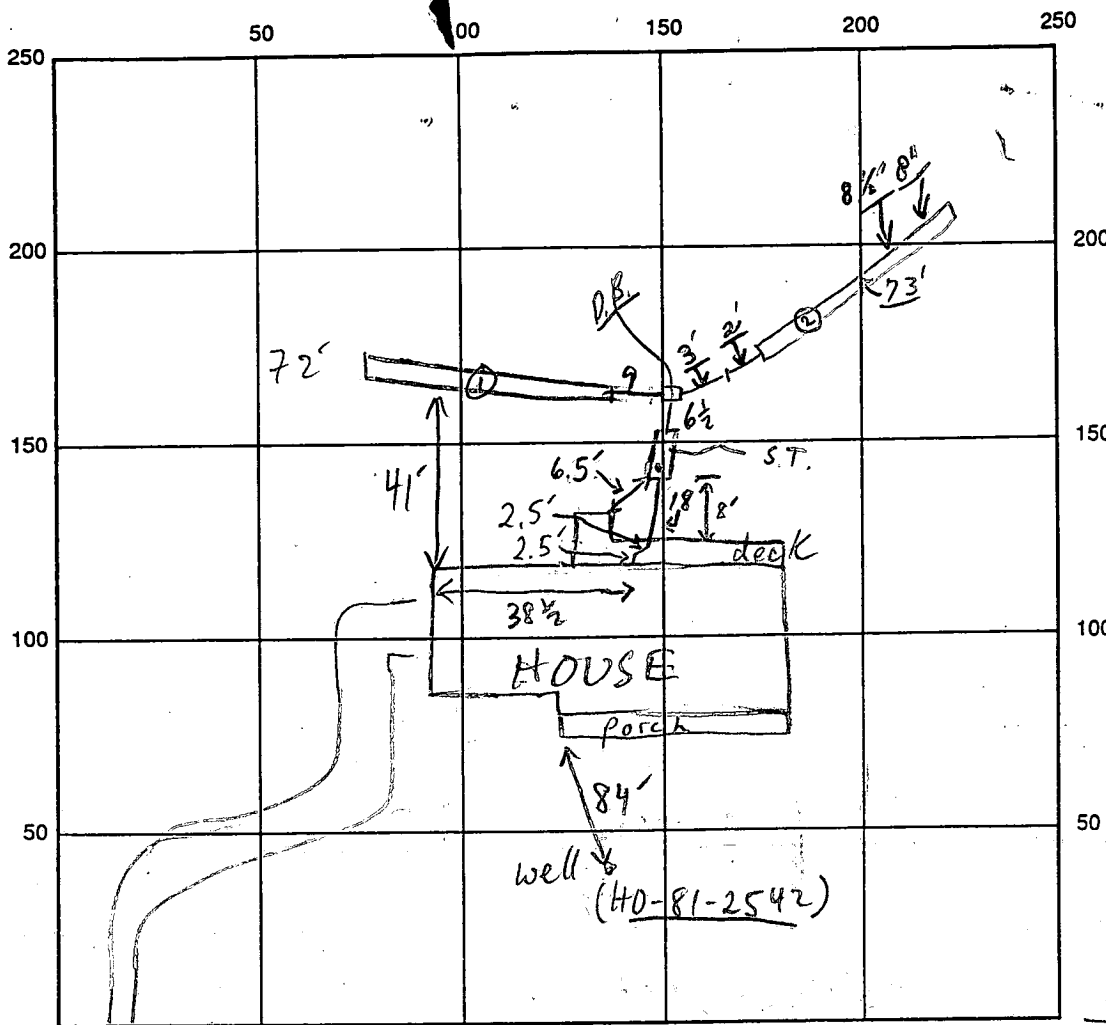 50 100 150 200 250
250
200 200
8 1/2" 8"
73'
D.B.
3' 2'
②
72' ① 9
6 1/2
150 150
S.T.
41' 6.5'
2.5' 18 8'
2.5' deck
38 1/2
100 100
HOUSE
porch
84'
50 50
well
(HO-81-2542)